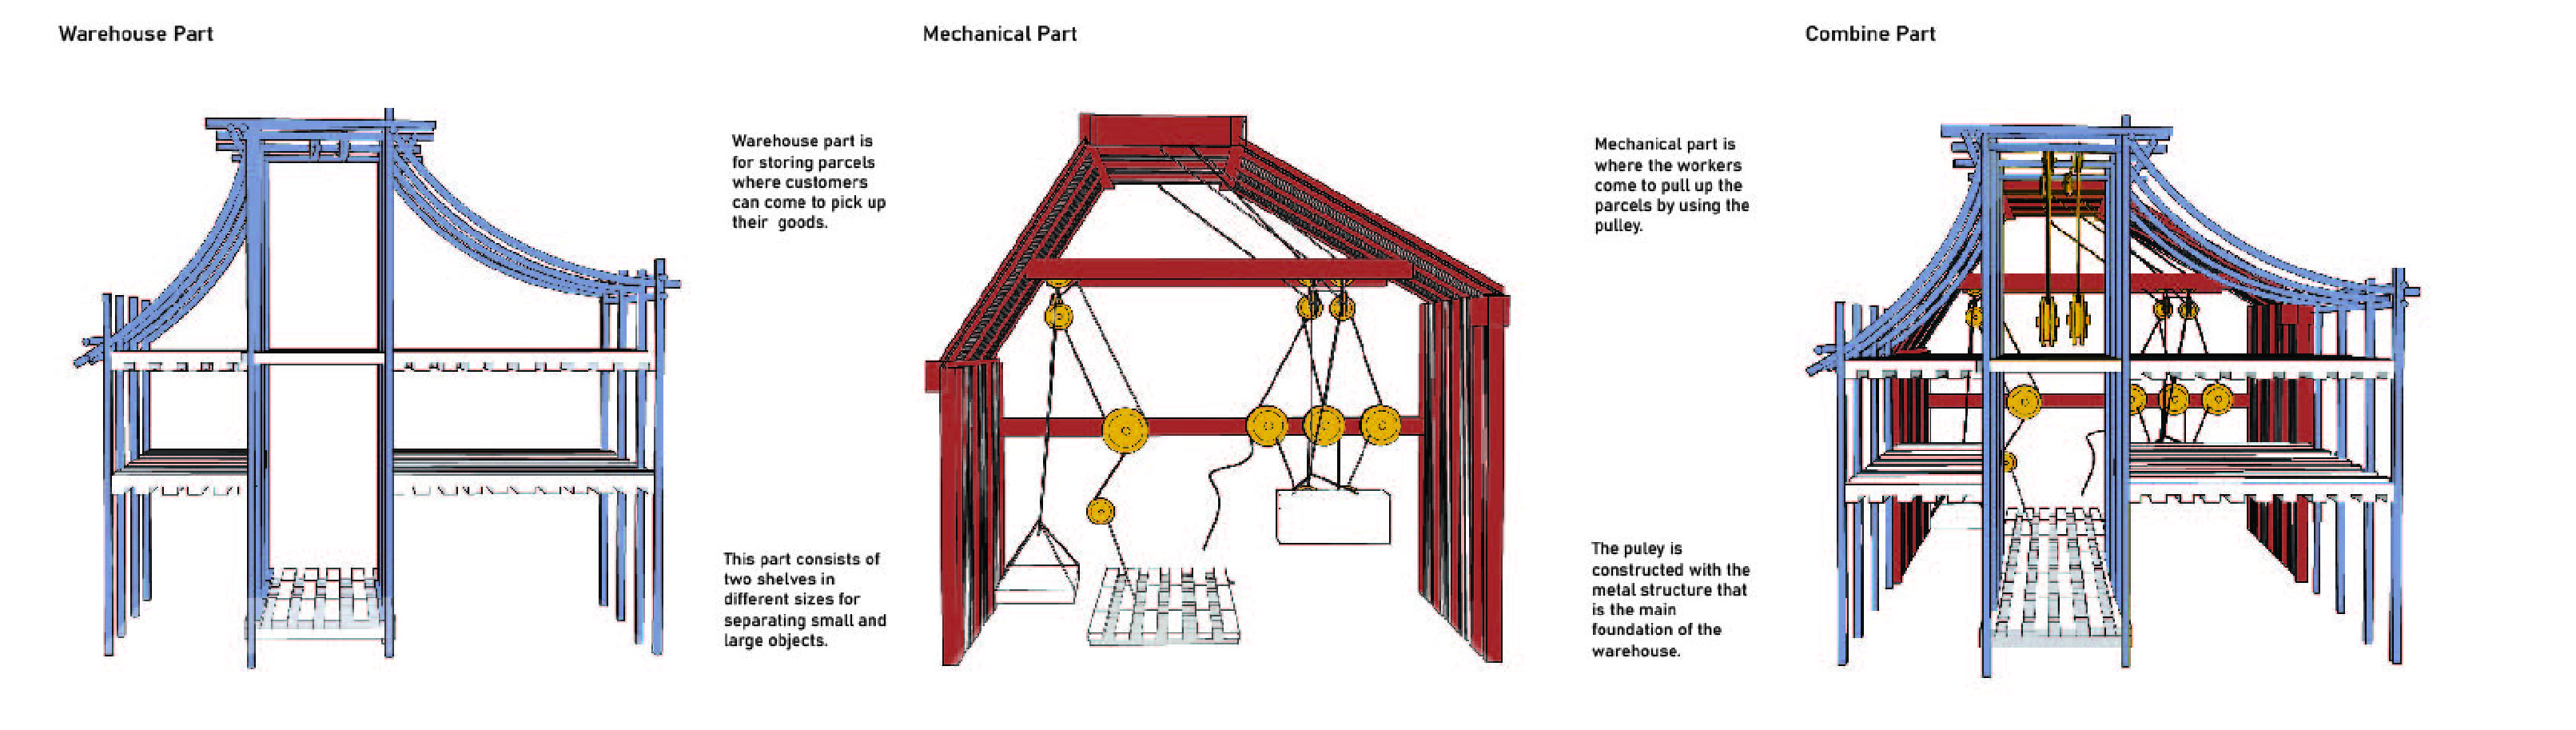 Warehouse Part
Mechanical Part
Combine Part
Warehouse part is
for storing parcels
where customers
can come to pick up
their goods.
This part consists of
two shelves in
different sizes for
separating small and
large objects.
Mechanical part is
where the workers
come to pull up the
parcels by using the
pulley.
The puley is
constructed with the
metal structure that
is the main
foundation of the
warehouse.